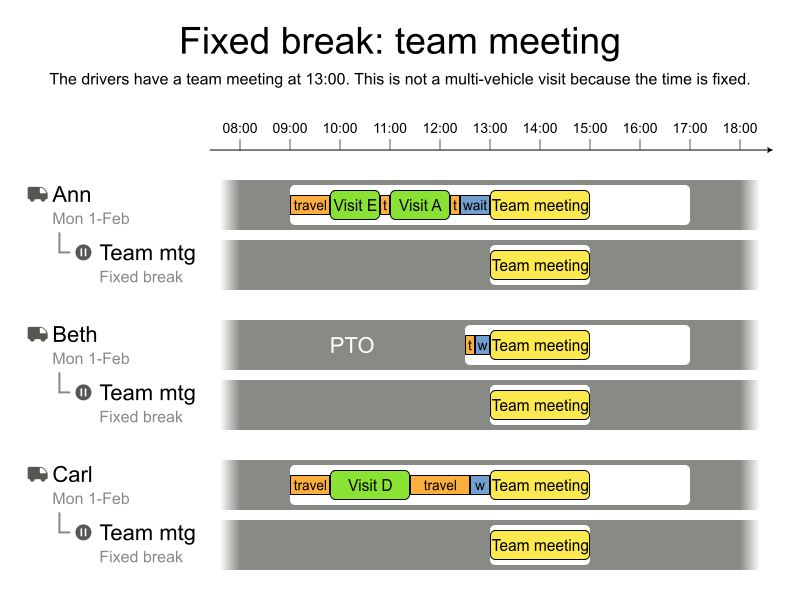 Fixed break: team meeting
The drivers have a team meeting at 13:00. This is not a multi-vehicle visit because the time is fixed.
08:00 09:00 10:00 11:00 12:00 13:00 14:00 15:00 16:00 17:00 18:00
Ann
Mon 1-Feb
travel Visit E t Visit A t wait Team meeting
Team mtg
Fixed break
Team meeting
Beth
Mon 1-Feb
PTO t w Team meeting
Team mtg
Fixed break
Team meeting
Carl
Mon 1-Feb
travel Visit D travel w Team meeting
Team mtg
Fixed break
Team meeting